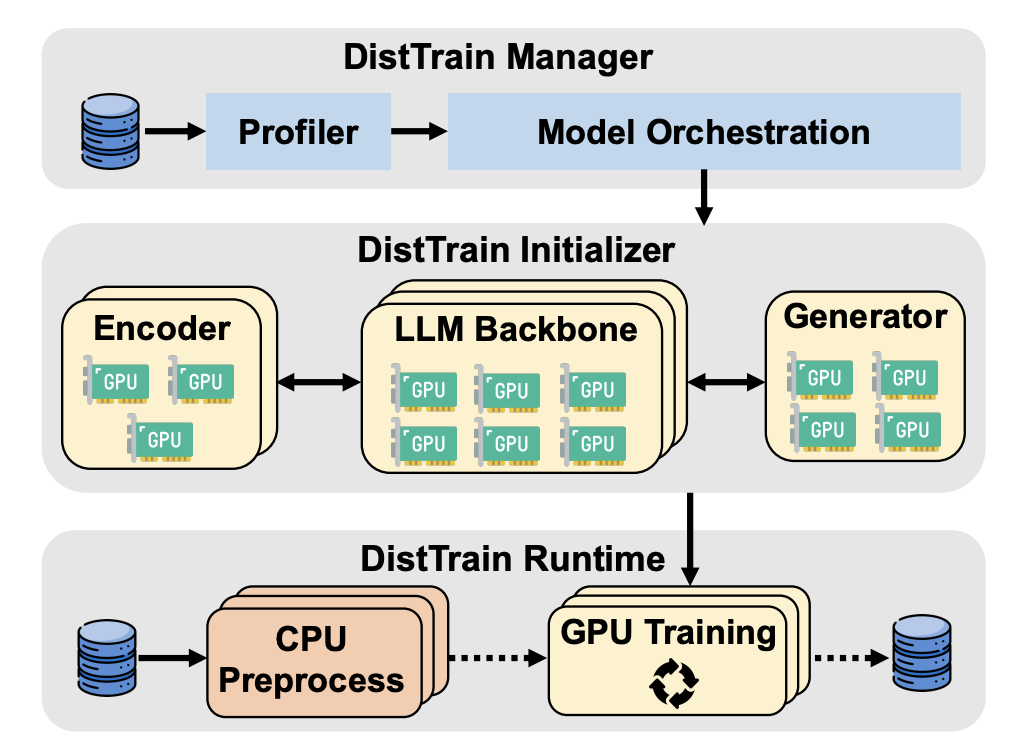 DistTrain Manager
Profiler
Model Orchestration
DistTrain Initializer
Encoder
GPU GPU
GPU
LLM Backbone
GPU GPU GPU
GPU GPU GPU
Generator
GPU GPU
GPU GPU
DistTrain Runtime
CPU
Preprocess
GPU Training